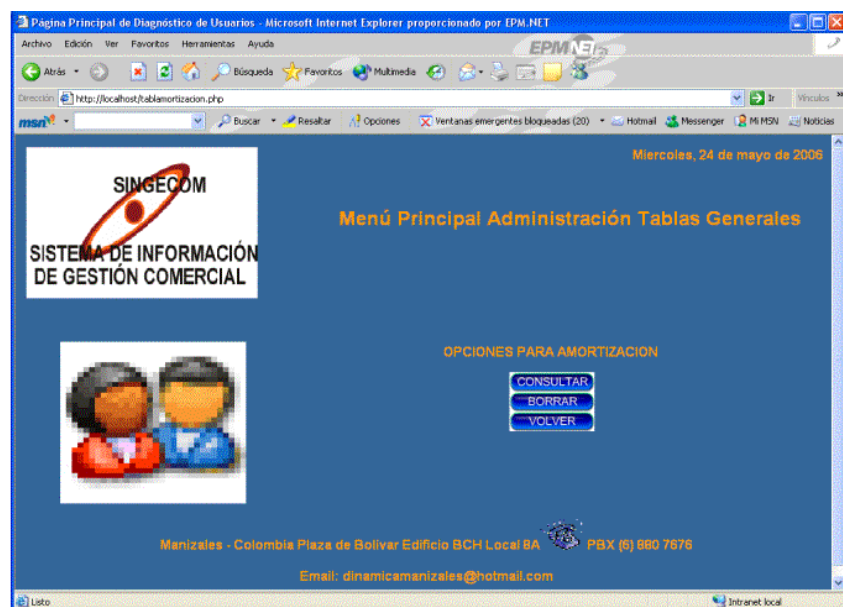 Página Principal de Diagnóstico de Usuarios - Microsoft Internet Explorer proporcionado por EPM.NET
Archivo Edición Ver Favoritos Herramientas Ayuda
EPMNET
Atrás Búsqueda Favoritos Multimedia
Dirección http://localhost/tablamortizacion.php Ir Vínculos »
msn Buscar Resaltar Opciones Ventanas emergentes bloqueadas (20) Hotmail Messenger Mi MSN Noticias
Miercoles, 24 de mayo de 2006
SINGECOM
SISTEMA DE INFORMACIÓN
DE GESTIÓN COMERCIAL
Menú Principal Administración Tablas Generales
OPCIONES PARA AMORTIZACION
CONSULTAR
BORRAR
VOLVER
Manizales - Colombia Plaza de Bolivar Edificio BCH Local 8A PBX (6) 880 7676
Email: dinamicamanizales@hotmail.com
Listo Intranet local